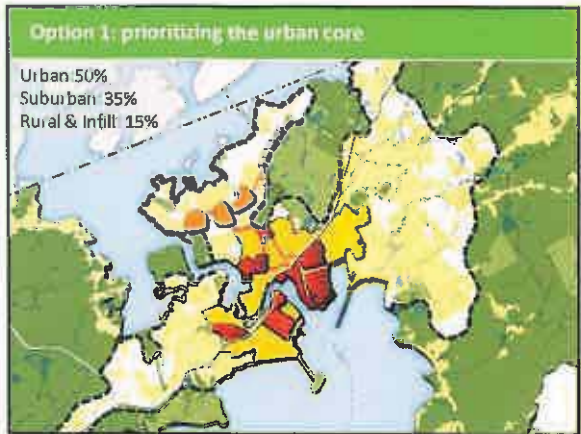 Option 1: prioritizing the urban core
Urban 50%
Suburban 35%
Rural & Infill 15%